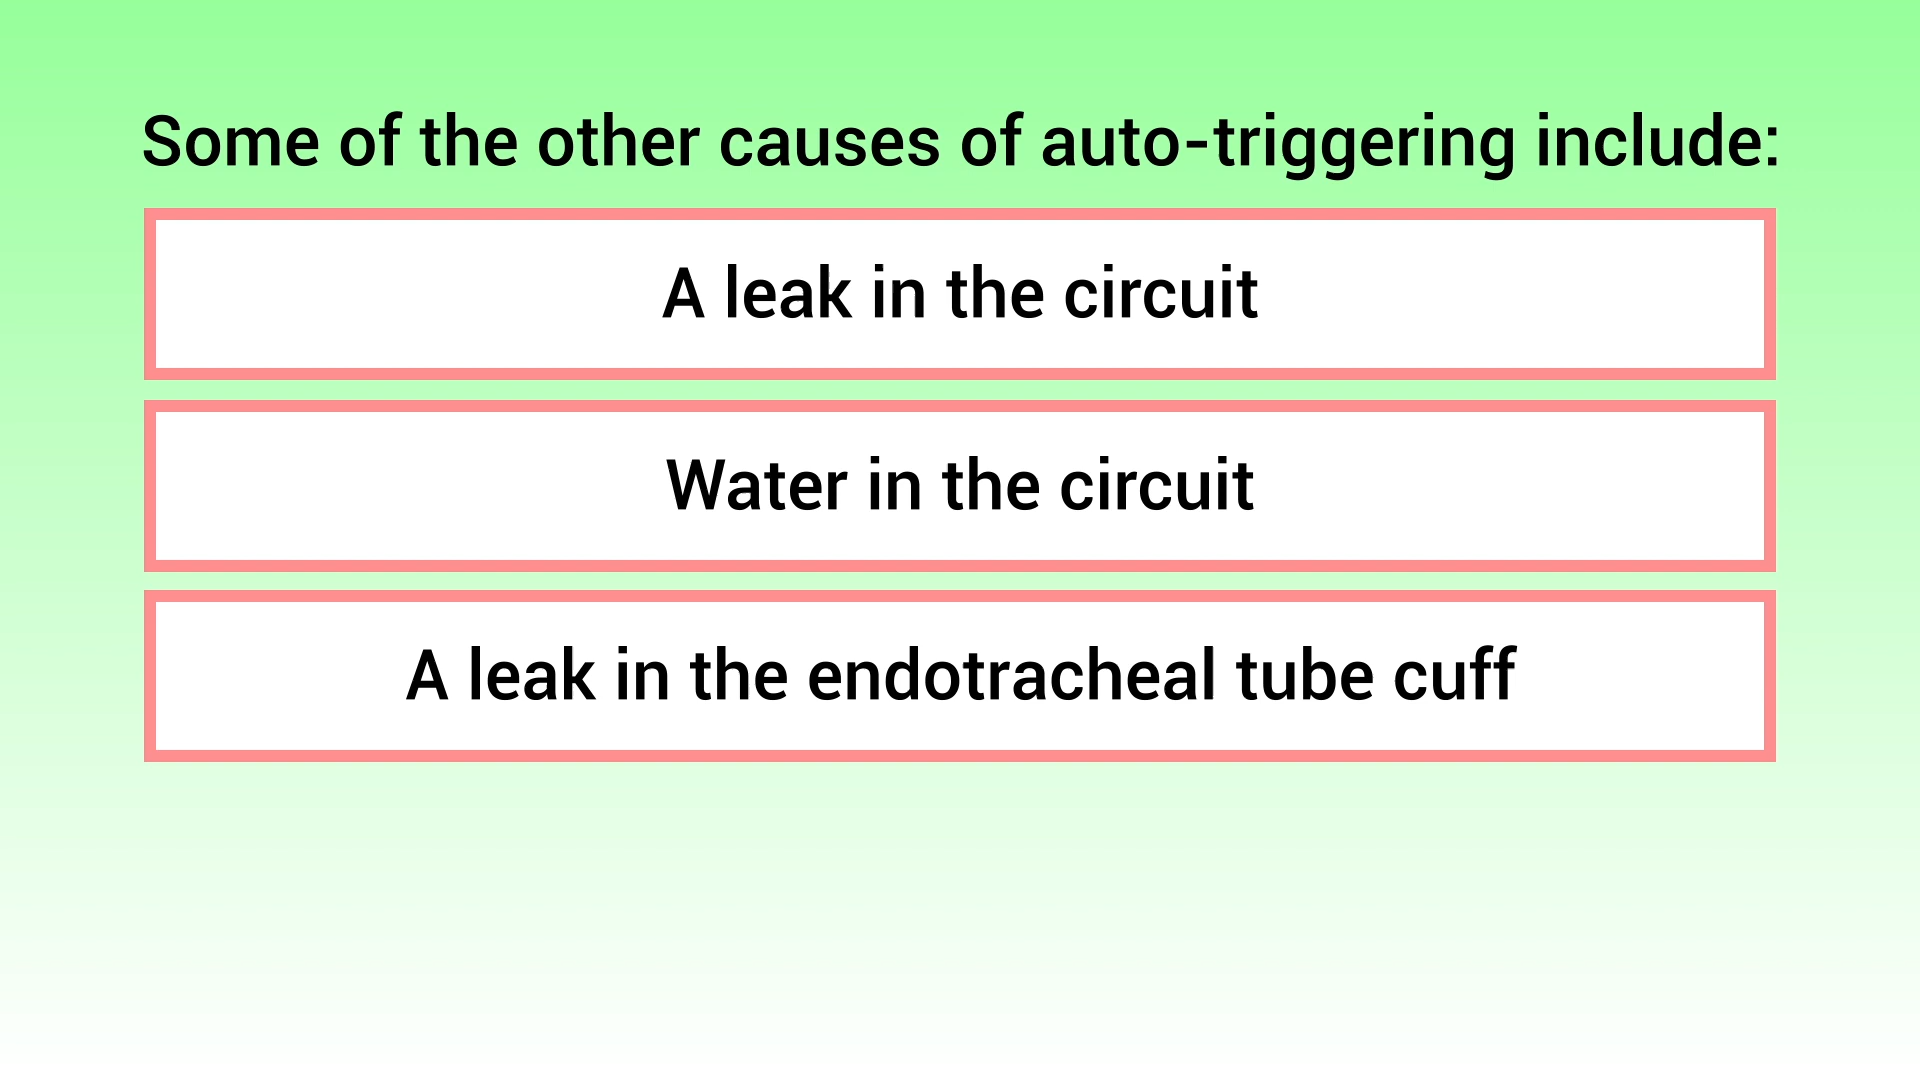 Some of the other causes of auto-triggering include:
A leak in the circuit
Water in the circuit
A leak in the endotracheal tube cuff